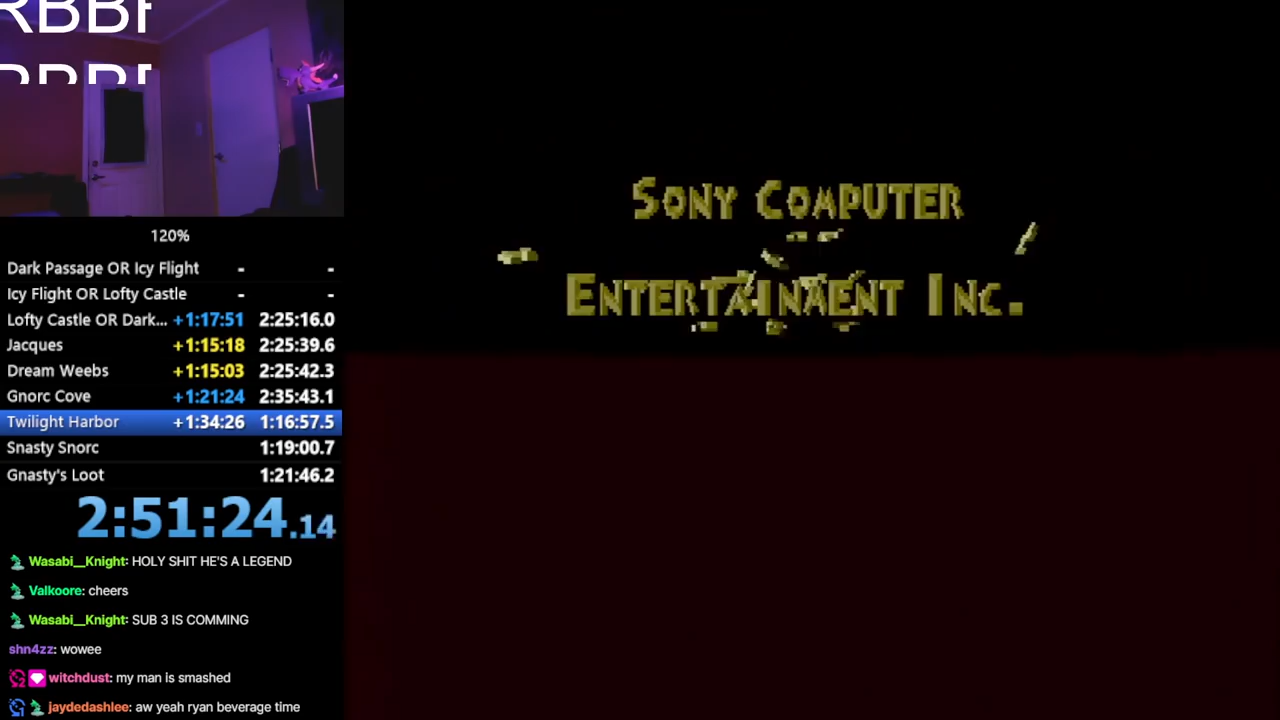 RBBF
120%
Dark Passage OR Icy Flight - -
Icy Flight OR Lofty Castle - -
Lofty Castle OR Dark... +1:17:51 2:25:16.0
Jacques +1:15:18 2:25:39.6
Dream Weebs +1:15:03 2:25:42.3
Gnorc Cove +1:21:24 2:35:43.1
Twilight Harbor +1:34:26 1:16:57.5
Snasty Snorc 1:19:00.7
Gnasty's Loot 1:21:46.2
2:51:24.14
Wasabi__Knight: HOLY SHIT HE'S A LEGEND
Valkoore: cheers
Wasabi__Knight: SUB 3 IS COMMING
shn4zz: wowee
witchdust: my man is smashed
jaydedashlee: aw yeah ryan beverage time
SONY COMPUTER
ENTERTAINMENT INC.